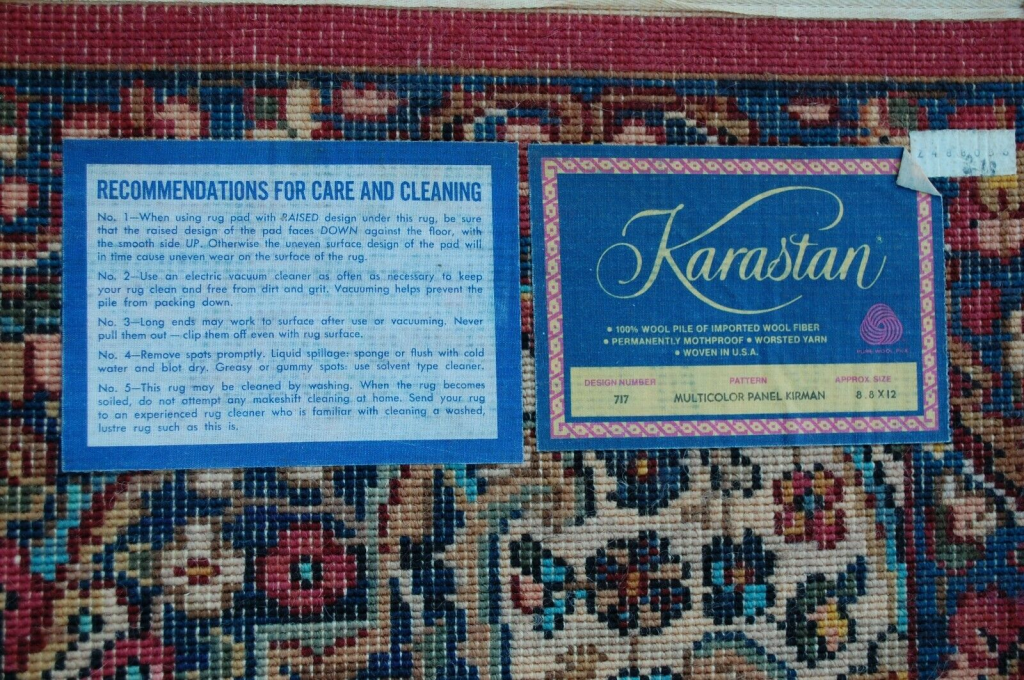 RECOMMENDATIONS FOR CARE AND CLEANING
No. 1—When using rug pad with RAISED design under this rug, be sure
that the raised design of the pad faces DOWN against the floor, with
the smooth side UP. Otherwise the uneven surface design of the pad will
in time cause uneven wear on the surface of the rug.
No. 2—Use an electric vacuum cleaner as often as necessary to keep
your rug clean and free from dirt and grit. Vacuuming helps prevent the
pile from packing down.
No. 3—Long ends may work to surface after use or vacuuming. Never
pull them out — clip them off even with rug surface.
No. 4—Remove spots promptly. Liquid spillage: sponge or flush with cold
water and blot dry. Greasy or gummy spots: use solvent type cleaner.
No. 5—This rug may be cleaned by washing. When the rug becomes
soiled, do not attempt any makeshift cleaning at home. Send your rug
to an experienced rug cleaner who is familiar with cleaning a washed,
lustre rug such as this is.
Karastan®
• 100% WOOL PILE OF IMPORTED WOOL FIBER
• PERMANENTLY MOTHPROOF • WORSTED YARN
• WOVEN IN U.S.A.
PURE WOOL PILE
DESIGN NUMBER PATTERN APPROX. SIZE
717 MULTICOLOR PANEL KIRMAN 8.8 X 12